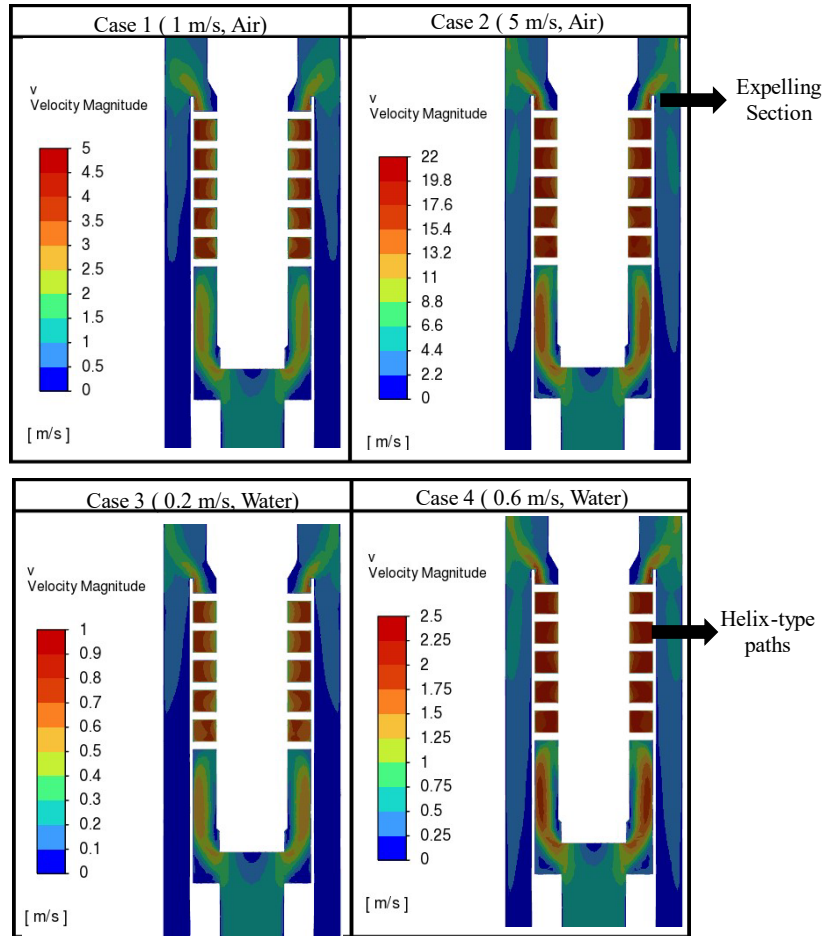 Case 1 ( 1 m/s, Air)
v
Velocity Magnitude
5
4.5
4
3.5
3
2.5
2
1.5
1
0.5
0
[ m/s ]
Case 2 ( 5 m/s, Air)
v
Velocity Magnitude
22
19.8
17.6
15.4
13.2
11
8.8
6.6
4.4
2.2
0
[ m/s ]
Expelling
Section
Case 3 ( 0.2 m/s, Water)
v
Velocity Magnitude
1
0.9
0.8
0.7
0.6
0.5
0.4
0.3
0.2
0.1
0
[ m/s ]
Case 4 ( 0.6 m/s, Water)
v
Velocity Magnitude
2.5
2.25
2
1.75
1.5
1.25
1
0.75
0.5
0.25
0
[ m/s ]
Helix-type
paths